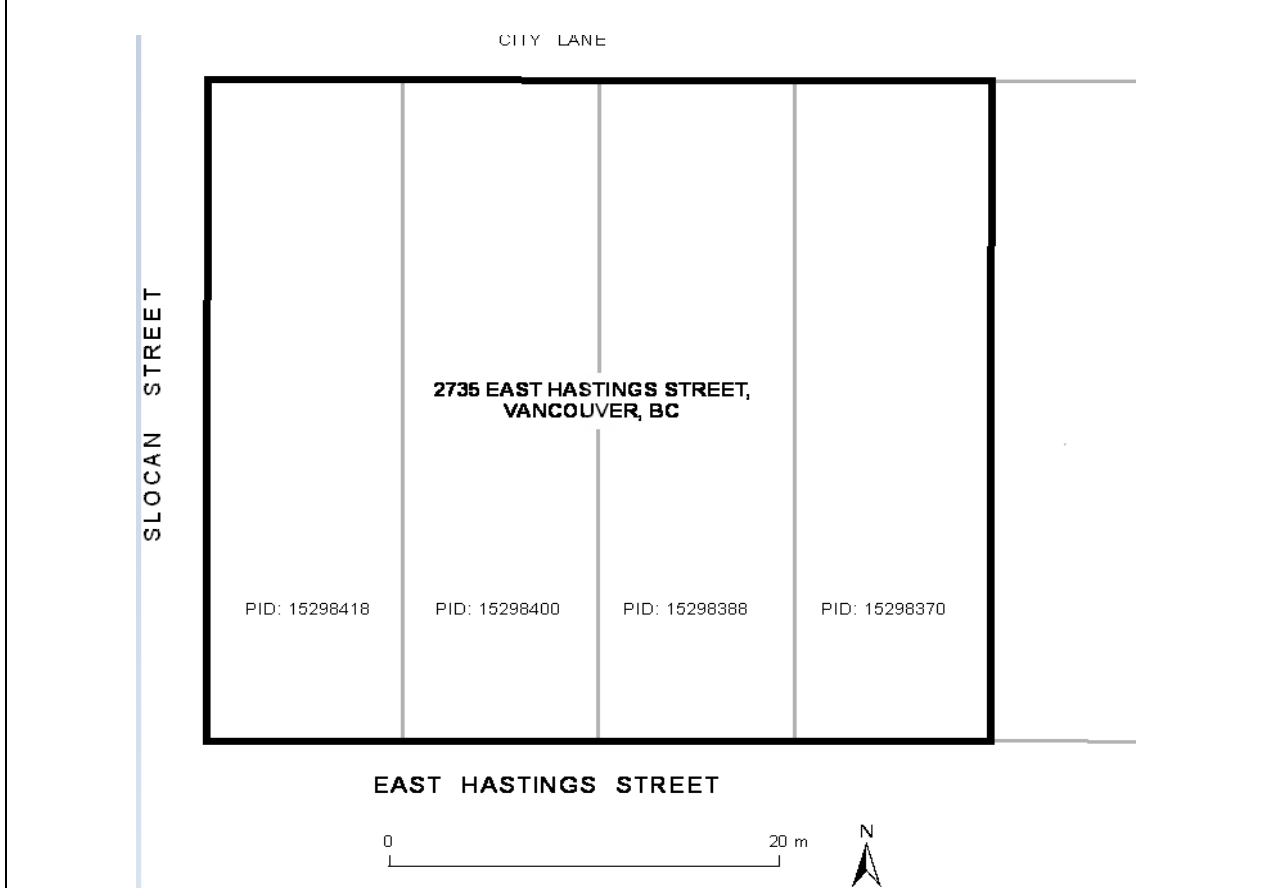 CITY LANE
SLOCAN STREET
2735 EAST HASTINGS STREET,
VANCOUVER, BC
PID: 15298418
PID: 15298400
PID: 15298388
PID: 15298370
EAST HASTINGS STREET
0
20 m
N